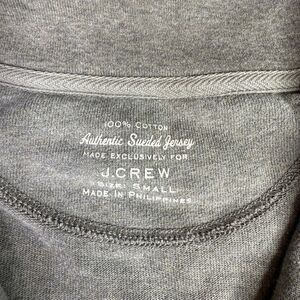 100% COTTON
Authentic Sueded Jersey
MADE EXCLUSIVELY FOR
J.CREW
SIZE: SMALL
MADE IN PHILIPPINES